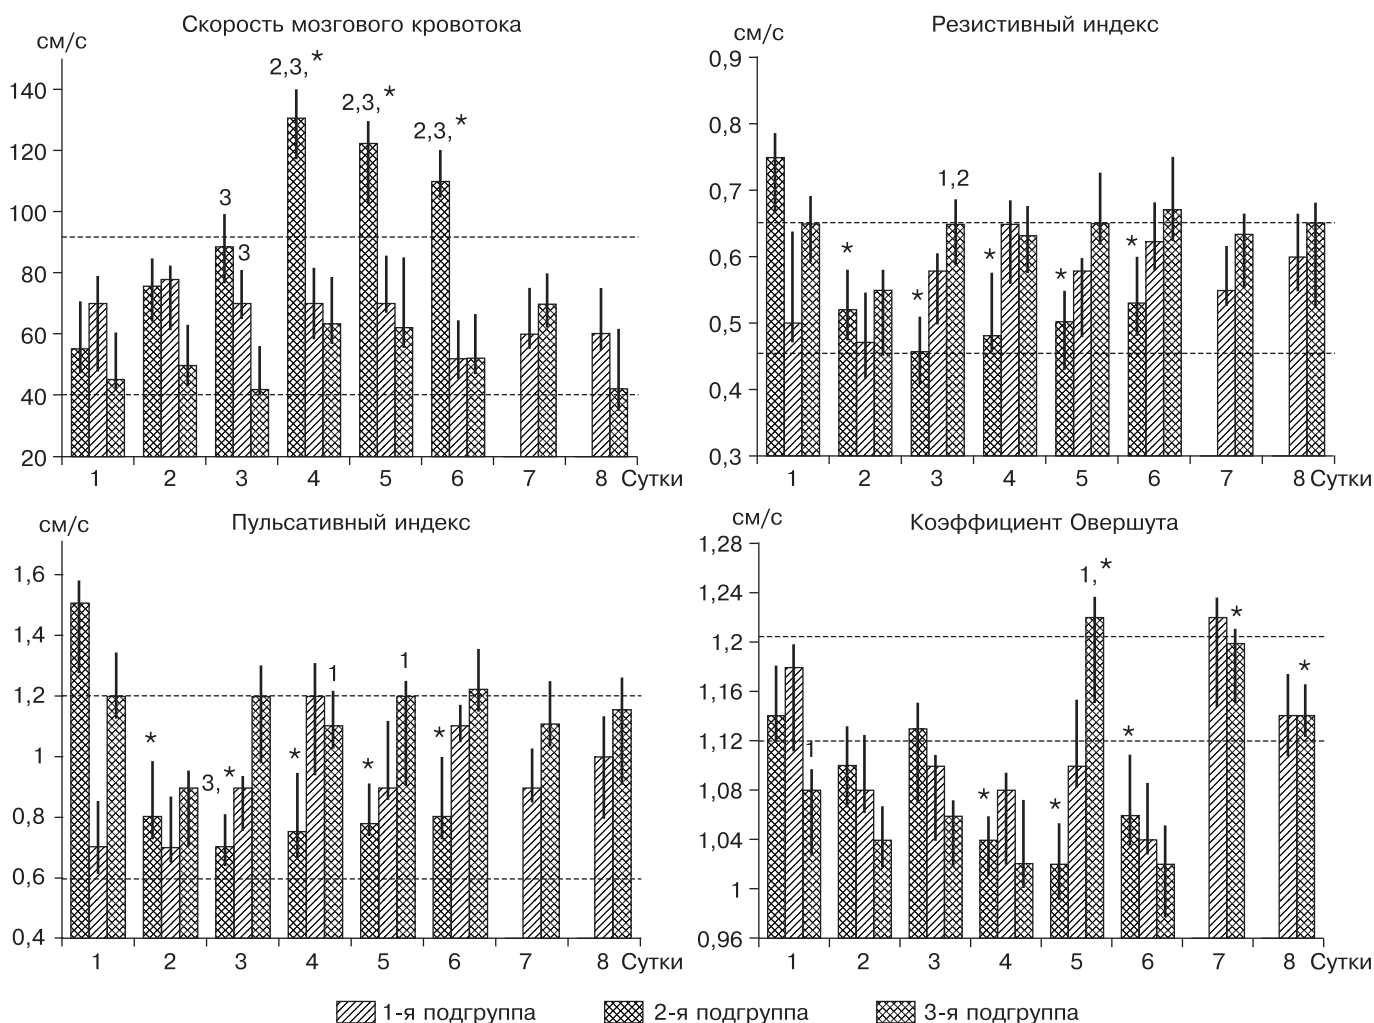 Скорость мозгового кровотока
см/с
140
120
100
80
60
40
20
2,3,*
2,3,*
2,3,*
3
3
1 2 3 4 5 6 7 8 Сутки
Резистивный индекс
см/с
0,9
0,8
0,7
0,6
0,5
0,4
0,3
1,2
* * * * *
1 2 3 4 5 6 7 8 Сутки
Пульсативный индекс
см/с
1,6
1,4
1,2
1
0,8
0,6
0,4
1 1
* 3,* * * *
1 2 3 4 5 6 7 8 Сутки
Коэффициент Овершута
см/с
1,28
1,24
1,2
1,16
1,12
1,08
1,04
1
0,96
1,*
*
*
*
1
* *
1 2 3 4 5 6 7 8 Сутки
1-я подгруппа 2-я подгруппа 3-я подгруппа